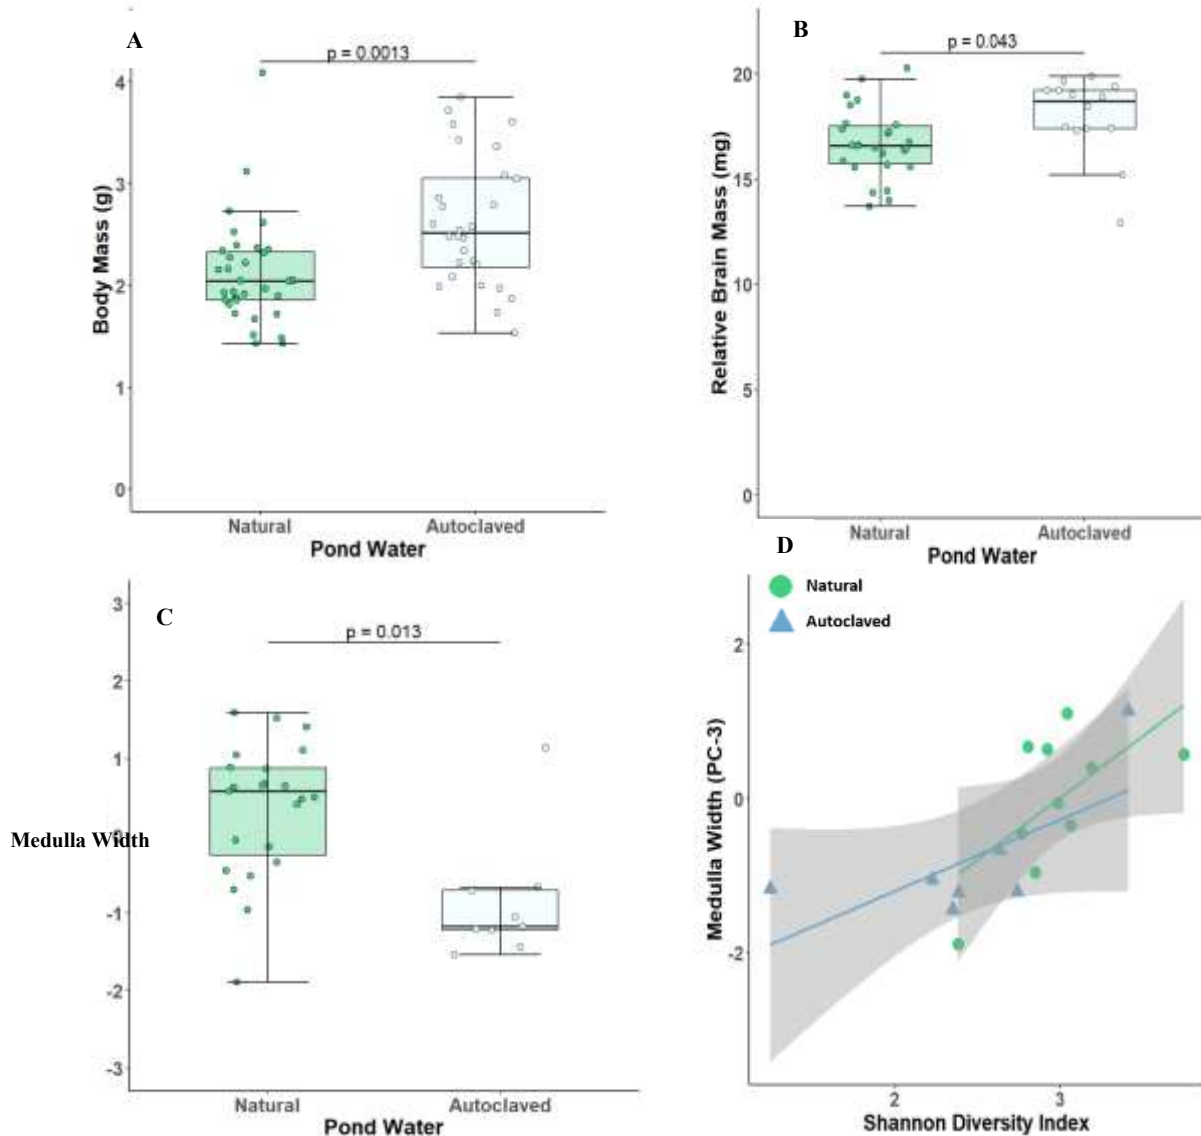 A
p = 0.0013
4
3
2
1
0
Body Mass (g)
Natural Autoclaved
Pond Water
B
p = 0.043
20
15
10
5
0
Relative Brain Mass (mg)
Natural Autoclaved
Pond Water
C
p = 0.013
3
2
1
0
-1
-2
-3
Medulla Width
Natural Autoclaved
Pond Water
D
Natural
Autoclaved
2
0
-2
Medulla Width (PC-3)
2 3
Shannon Diversity Index